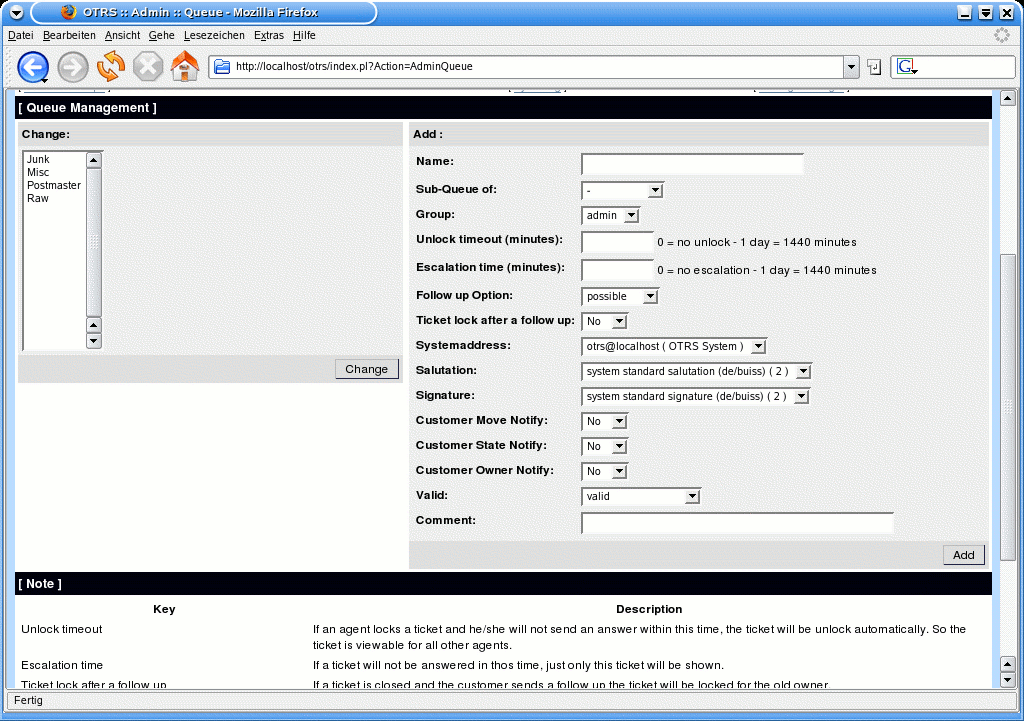 OTRS :: Admin :: Queue - Mozilla Firefox
Datei Bearbeiten Ansicht Gehe Lesezeichen Extras Hilfe
http://localhost/otrs/index.pl?Action=AdminQueue
G
[ Queue Management ]
Change:
Junk
Misc
Postmaster
Raw
Change
Add :
Name:
Sub-Queue of: -
Group: admin
Unlock timeout (minutes): 0 = no unlock - 1 day = 1440 minutes
Escalation time (minutes): 0 = no escalation - 1 day = 1440 minutes
Follow up Option: possible
Ticket lock after a follow up: No
Systemaddress: otrs@localhost ( OTRS System )
Salutation: system standard salutation (de/buiss) ( 2 )
Signature: system standard signature (de/buiss) ( 2 )
Customer Move Notify: No
Customer State Notify: No
Customer Owner Notify: No
Valid: valid
Comment:
Add
[ Note ]
Key Description
Unlock timeout If an agent locks a ticket and he/she will not send an answer within this time, the ticket will be unlock automatically. So the
ticket is viewable for all other agents.
Escalation time If a ticket will not be answered in thos time, just only this ticket will be shown.
Ticket lock after a follow up If a ticket is closed and the customer sends a follow up the ticket will be locked for the old owner.
Fertig